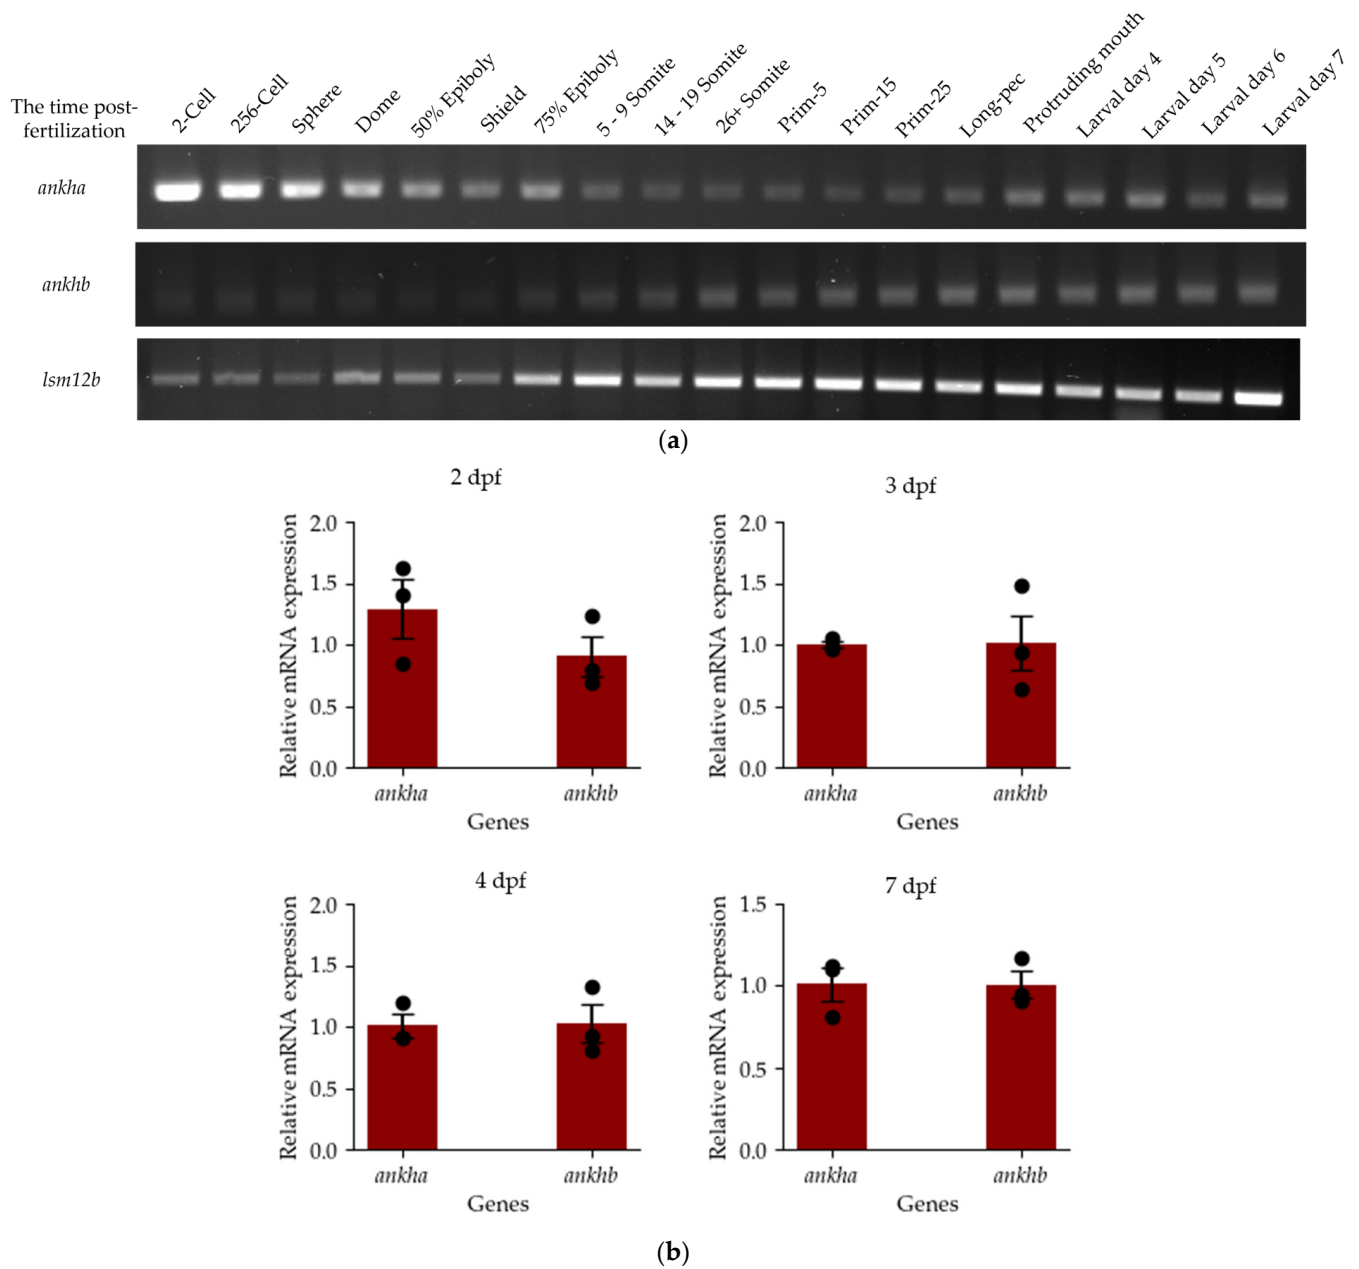 The time post-
fertilization
2-Cell
256-Cell
Sphere
Dome
50% Epiboly
Shield
75% Epiboly
5 - 9 Somite
14 - 19 Somite
26+ Somite
Prim-5
Prim-15
Prim-25
Long-pec
Protruding mouth
Larval day 4
Larval day 5
Larval day 6
Larval day 7
ankha
ankhb
lsm12b
(a)
2 dpf
Relative mRNA expression
2.0
1.5
1.0
0.5
0.0
ankha ankhb
Genes
3 dpf
Relative mRNA expression
2.0
1.5
1.0
0.5
0.0
ankha ankhb
Genes
4 dpf
Relative mRNA expression
2.0
1.5
1.0
0.5
0.0
ankha ankhb
Genes
7 dpf
Relative mRNA expression
1.5
1.0
0.5
0.0
ankha ankhb
Genes
(b)